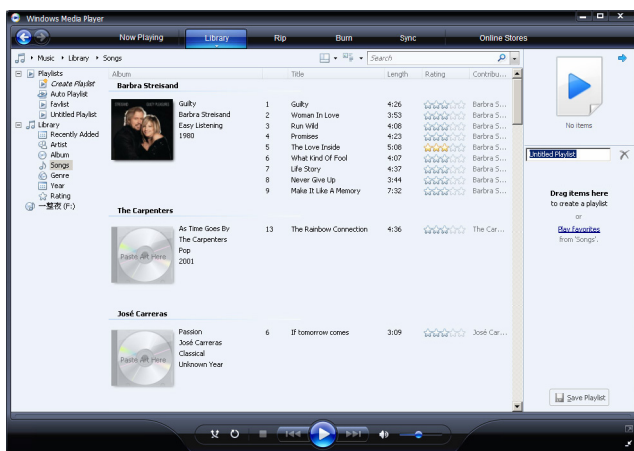 Windows Media Player
Now Playing Library Rip Burn Sync Online Stores
Music Library Songs Search
Playlists
Create Playlist
Auto Playlist
favlist
Untitled Playlist
Library
Recently Added
Artist
Album
Songs
Genre
Year
Rating
一整夜 (F:)
Album Title Length Rating Contribu...
Barbra Streisand
Guilty
Barbra Streisand
Easy Listening
1980
1 Guilty 4:26 Barbra S...
2 Woman In Love 3:53 Barbra S...
3 Run Wild 4:08 Barbra S...
4 Promises 4:23 Barbra S...
5 The Love Inside 5:08 Barbra S...
6 What Kind Of Fool 4:07 Barbra S...
7 Life Story 4:37 Barbra S...
8 Never Give Up 3:44 Barbra S...
9 Make It Like A Memory 7:32 Barbra S...
The Carpenters
Paste Art Here
As Time Goes By
The Carpenters
Pop
2001
13 The Rainbow Connection 4:36 The Car...
José Carreras
Paste Art Here
Passion
José Carreras
Classical
Unknown Year
6 If tomorrow comes 3:09 José Car...
No items
Untitled Playlist
Drag items here
to create a playlist
or
Play favorites
from 'Songs'.
Save Playlist